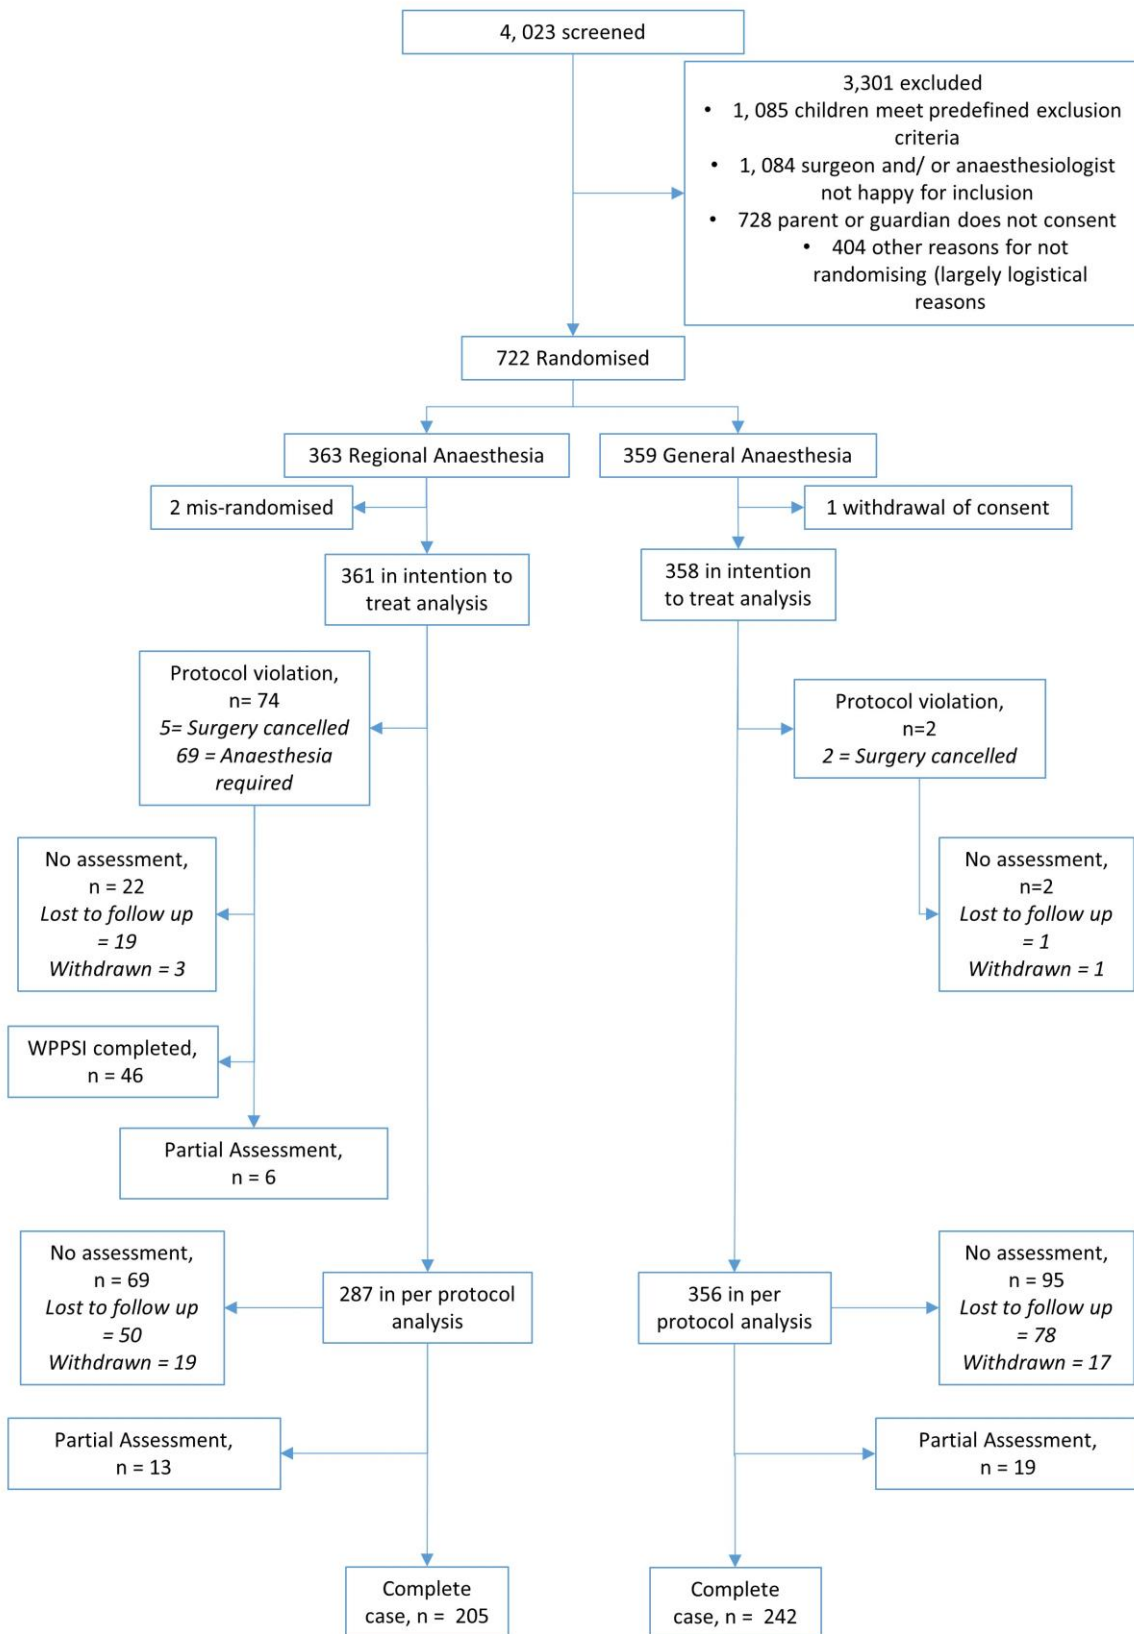 4, 023 screened
3,301 excluded
• 1, 085 children meet predefined exclusion
criteria
• 1, 084 surgeon and/ or anaesthesiologist
not happy for inclusion
• 728 parent or guardian does not consent
• 404 other reasons for not
randomising (largely logistical
reasons
722 Randomised
363 Regional Anaesthesia
359 General Anaesthesia
2 mis-randomised
1 withdrawal of consent
361 in intention to
treat analysis
358 in intention
to treat analysis
Protocol violation,
n= 74
5= Surgery cancelled
69 = Anaesthesia
required
Protocol violation,
n=2
2 = Surgery cancelled
No assessment,
n = 22
Lost to follow up
= 19
Withdrawn = 3
No assessment,
n=2
Lost to follow up
= 1
Withdrawn = 1
WPPSI completed,
n = 46
Partial Assessment,
n = 6
No assessment,
n = 69
Lost to follow up
= 50
Withdrawn = 19
287 in per protocol
analysis
356 in per
protocol analysis
No assessment,
n = 95
Lost to follow up
= 78
Withdrawn = 17
Partial Assessment,
n = 13
Partial Assessment,
n = 19
Complete
case, n = 205
Complete
case, n = 242